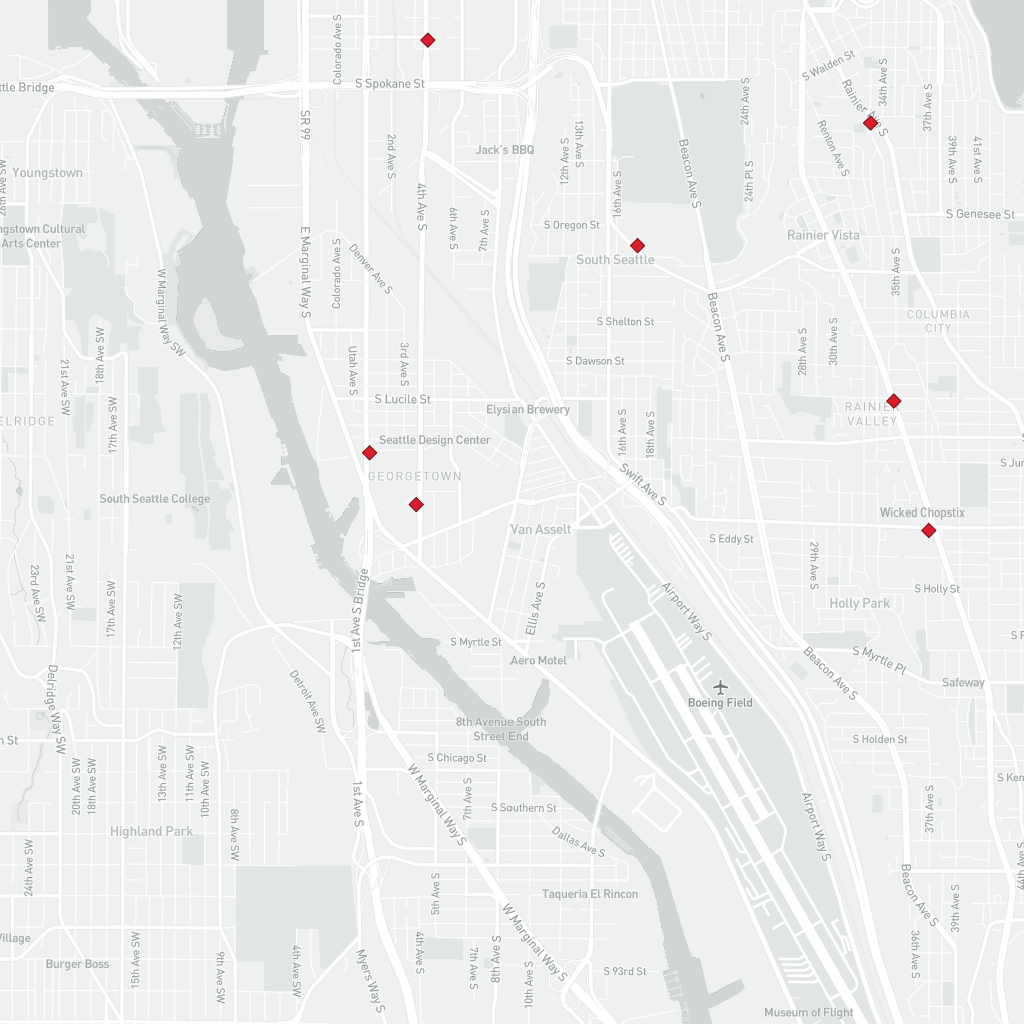 Colorado Ave S
S Walden St
34th Ave S
24th Ave S
37th Ave S
Rainier Ave S
ttle Bridge
S Spokane St
SR 99
2nd Ave S
Jack's BBQ
13th Ave S
12th Ave S
Beacon Ave S
Renton Ave S
39th Ave S
41st Ave S
Youngstown
26th Ave SW
4th Ave S
6th Ave S
7th Ave S
16th Ave S
24th Pl S
S Genesee St
ngstown Cultural
Arts Center
E Marginal Way S
S Oregon St
Rainier Vista
South Seattle
Colorado Ave S
Denver Ave S
35th Ave S
W Marginal Way SW
Beacon Ave S
S Shelton St
COLUMBIA
CITY
18th Ave SW
21st Ave SW
Utah Ave S
3rd Ave S
S Dawson St
28th Ave S
30th Ave S
S Lucile St
Elysian Brewery
RAINIER
VALLEY
ELRIDGE
17th Ave SW
Seattle Design Center
16th Ave S
18th Ave S
GEORGETOWN
Swift Ave S
S Jun
South Seattle College
Wicked Chopstix
Van Asselt
S Eddy St
29th Ave S
23rd Ave SW
21st Ave SW
17th Ave SW
12th Ave SW
1st Ave S Bridge
Ellis Ave S
Airport Way S
S Holly St
Holly Park
S Myrtle St
Aero Motel
S Myrtle Pl
Beacon Ave S
Safeway
Delridge Way SW
Detroit Ave SW
Boeing Field
8th Avenue South
Street End
n St
S Holden St
S Chicago St
20th Ave SW
18th Ave SW
13th Ave SW
11th Ave SW
10th Ave SW
1st Ave S
W Marginal Way S
7th Ave S
S Ken
S Southern St
37th Ave S
Airport Way S
Highland Park
8th Ave SW
Dallas Ave S
24th Ave SW
5th Ave S
Taqueria El Rincon
Beacon Ave S
39th Ave S
44th Ave S
Village
W Marginal Way S
15th Ave SW
9th Ave SW
4th Ave SW
4th Ave S
7th Ave S
8th Ave S
10th Ave S
36th Ave S
Burger Boss
Myers Way S
S 93rd St
Museum of Flight